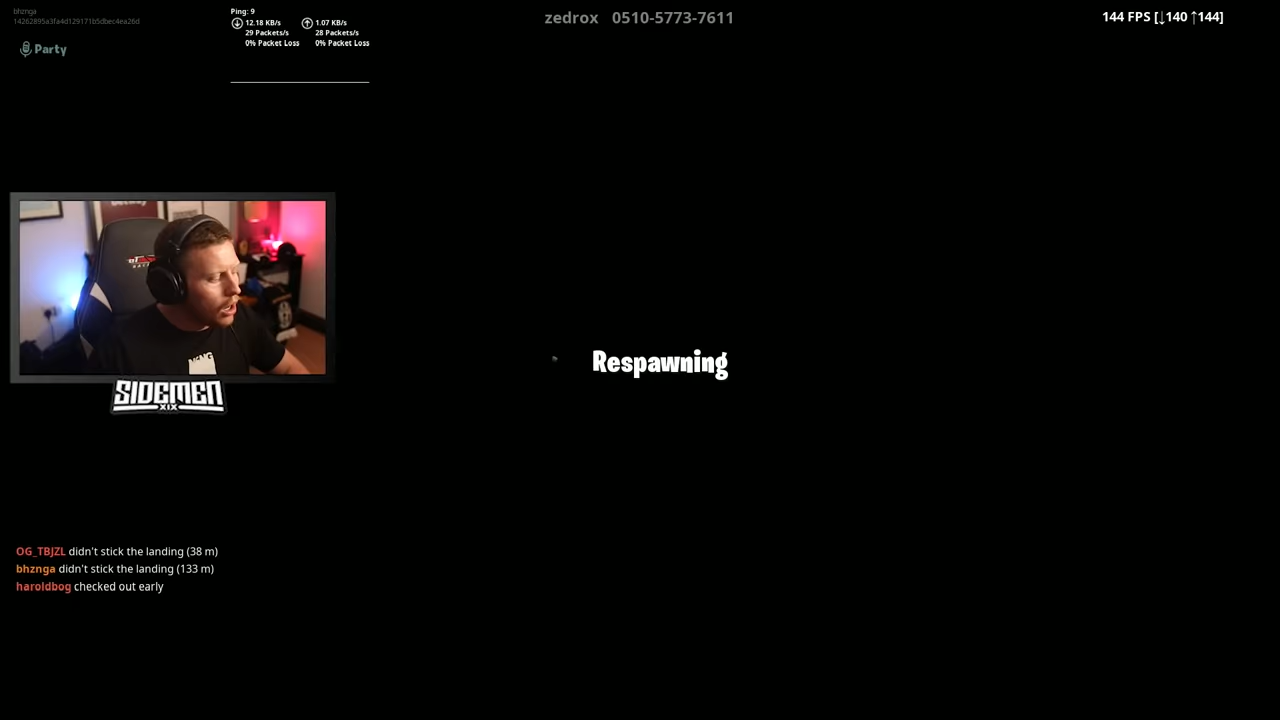 bhznga
14262895a3fa4d129171b5dbec4ea26d
Party
Ping: 9
12.18 KB/s
29 Packets/s
0% Packet Loss
1.07 KB/s
28 Packets/s
0% Packet Loss
zedrox 0510-5773-7611
144 FPS [↓140 ↑144]
SIDEMEN
XIX
Respawning
OG_TBJZL didn't stick the landing (38 m)
bhznga didn't stick the landing (133 m)
haroldbog checked out early